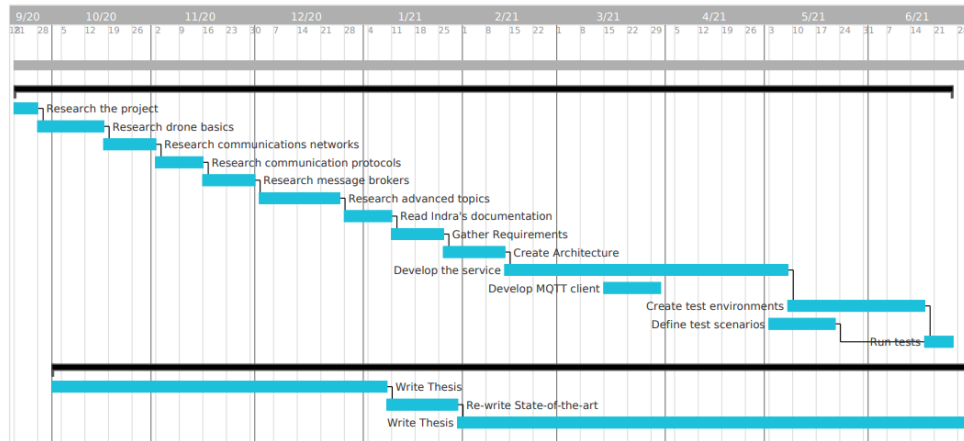 9/20 10/20 11/20 12/20 1/21 2/21 3/21 4/21 5/21 6/21
21 28 5 12 19 26 2 9 16 23 30 7 14 21 28 4 11 18 25 1 8 15 22 1 8 15 22 29 5 12 19 26 3 10 17 24 31 7 14 21 28
Research the project
Research drone basics
Research communications networks
Research communication protocols
Research message brokers
Research advanced topics
Read Indra's documentation
Gather Requirements
Create Architecture
Develop the service
Develop MQTT client
Create test environments
Define test scenarios
Run tests
Write Thesis
Re-write State-of-the-art
Write Thesis